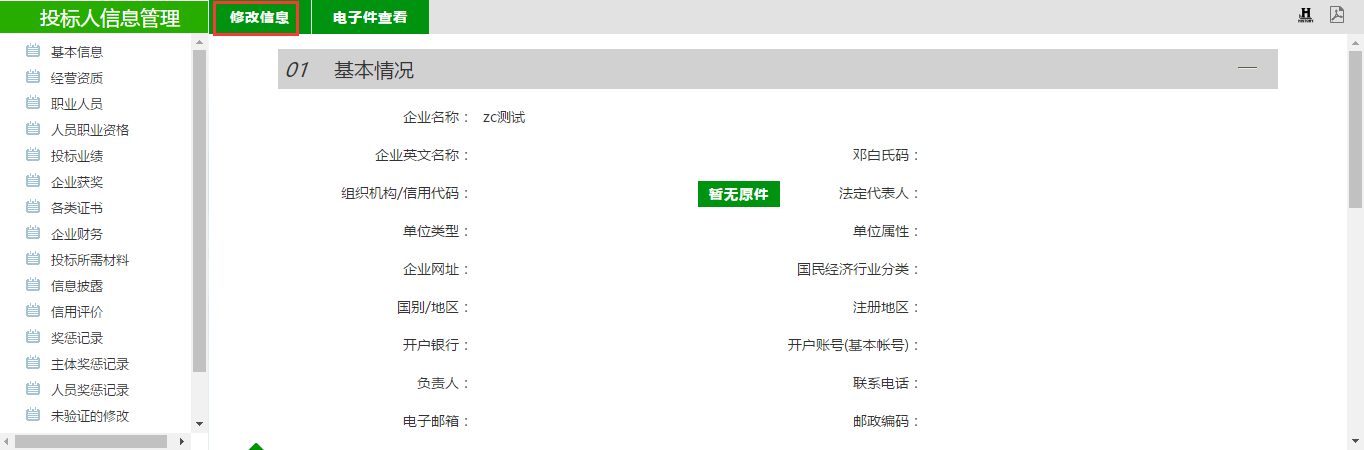 投标人信息管理
修改信息
电子件查看
H
HISTORY
基本信息
经营资质
职业人员
人员职业资格
投标业绩
企业获奖
各类证书
企业财务
投标所需材料
信息披露
信用评价
奖惩记录
主体奖惩记录
人员奖惩记录
未验证的修改
01 基本情况
企业名称： zc测试
企业英文名称： 邓白氏码：
组织机构/信用代码： 暂无原件 法定代表人：
单位类型： 单位属性：
企业网址： 国民经济行业分类：
国别/地区： 注册地区：
开户银行： 开户账号(基本帐号)：
负责人： 联系电话：
电子邮箱： 邮政编码：